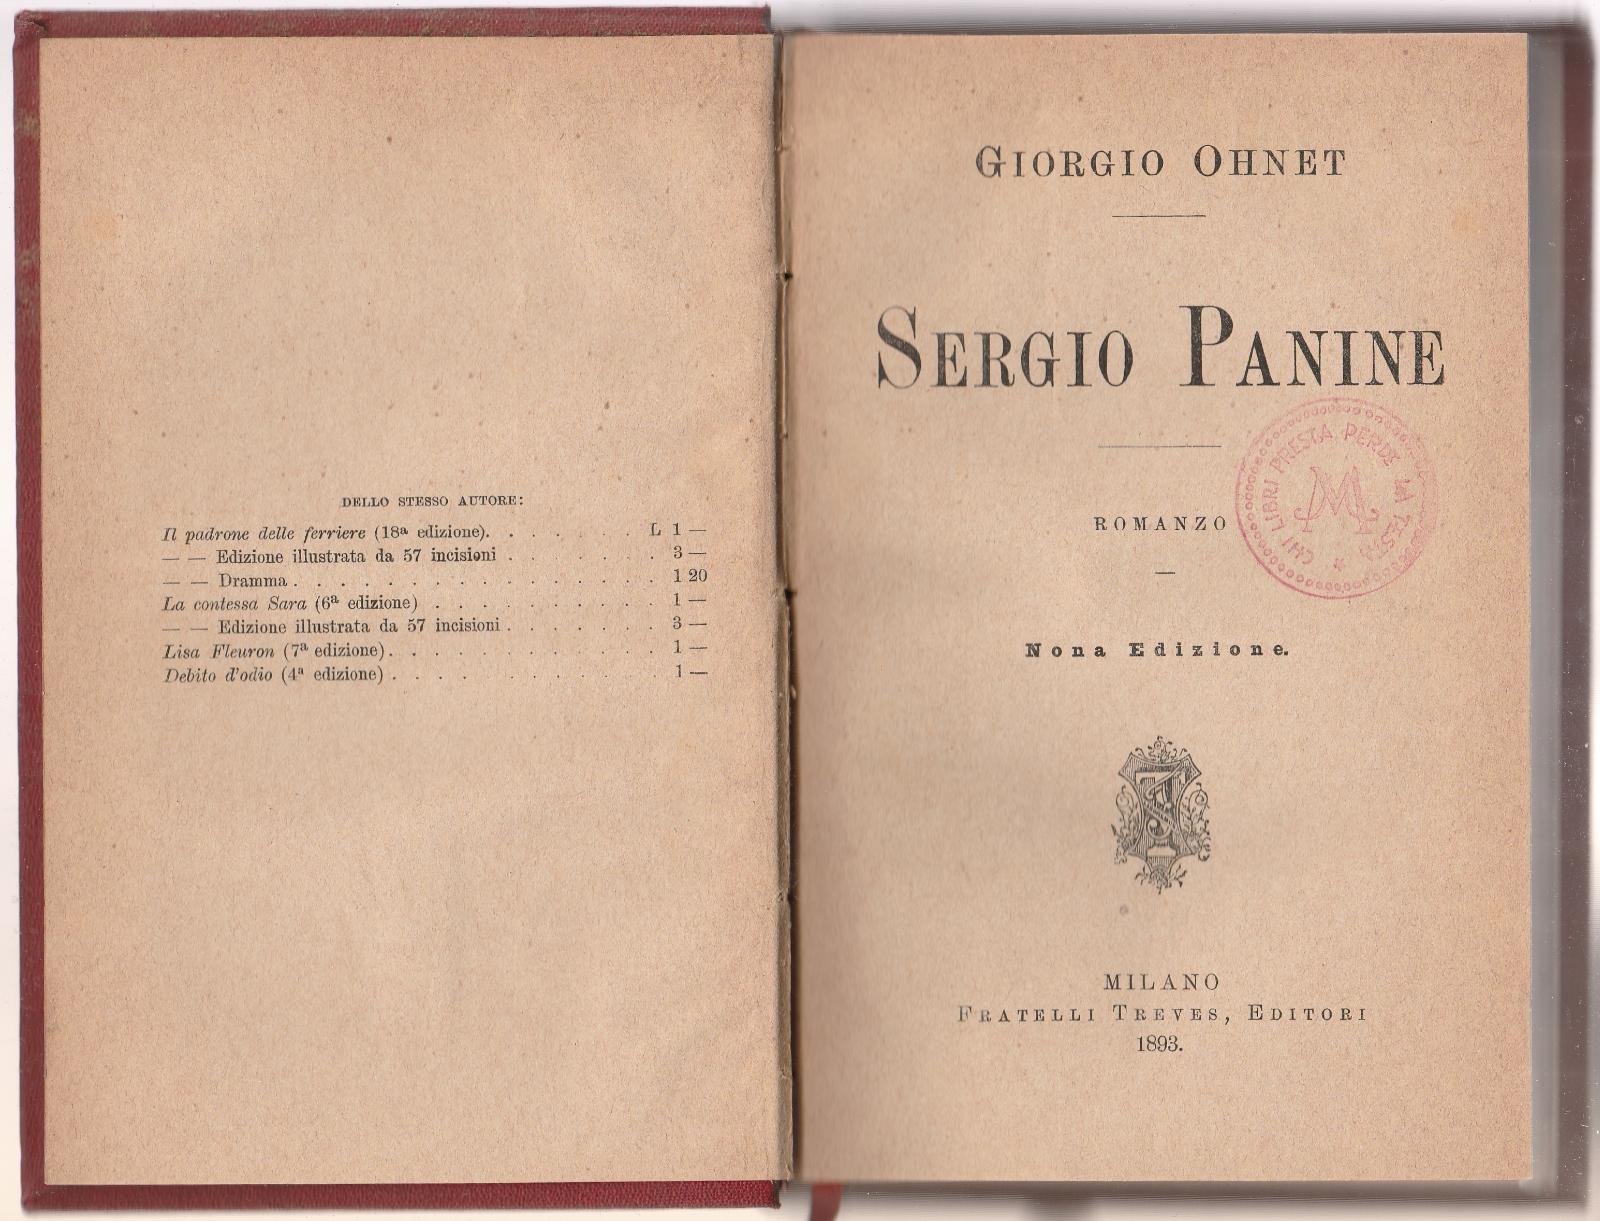 DELLO STESSO AUTORE:
Il padrone delle ferriere (18ª edizione). . . . . . . L 1 —
— — Edizione illustrata da 57 incisioni . . . . . . 3 —
— — Dramma . . . . . . . . . . . . . . . . 1 20
La contessa Sara (6ª edizione) . . . . . . . . . . 1 —
— — Edizione illustrata da 57 incisioni . . . . . . 3 —
Lisa Fleuron (7ª edizione) . . . . . . . . . . . . 1 —
Debito d'odio (4ª edizione) . . . . . . . . . . 1 —
GIORGIO OHNET
SERGIO PANINE
CHI LIBRI PRESTA PERDE LA TESTA
ROMANZO
Nona Edizione.
MILANO
FRATELLI TREVES, EDITORI
1893.